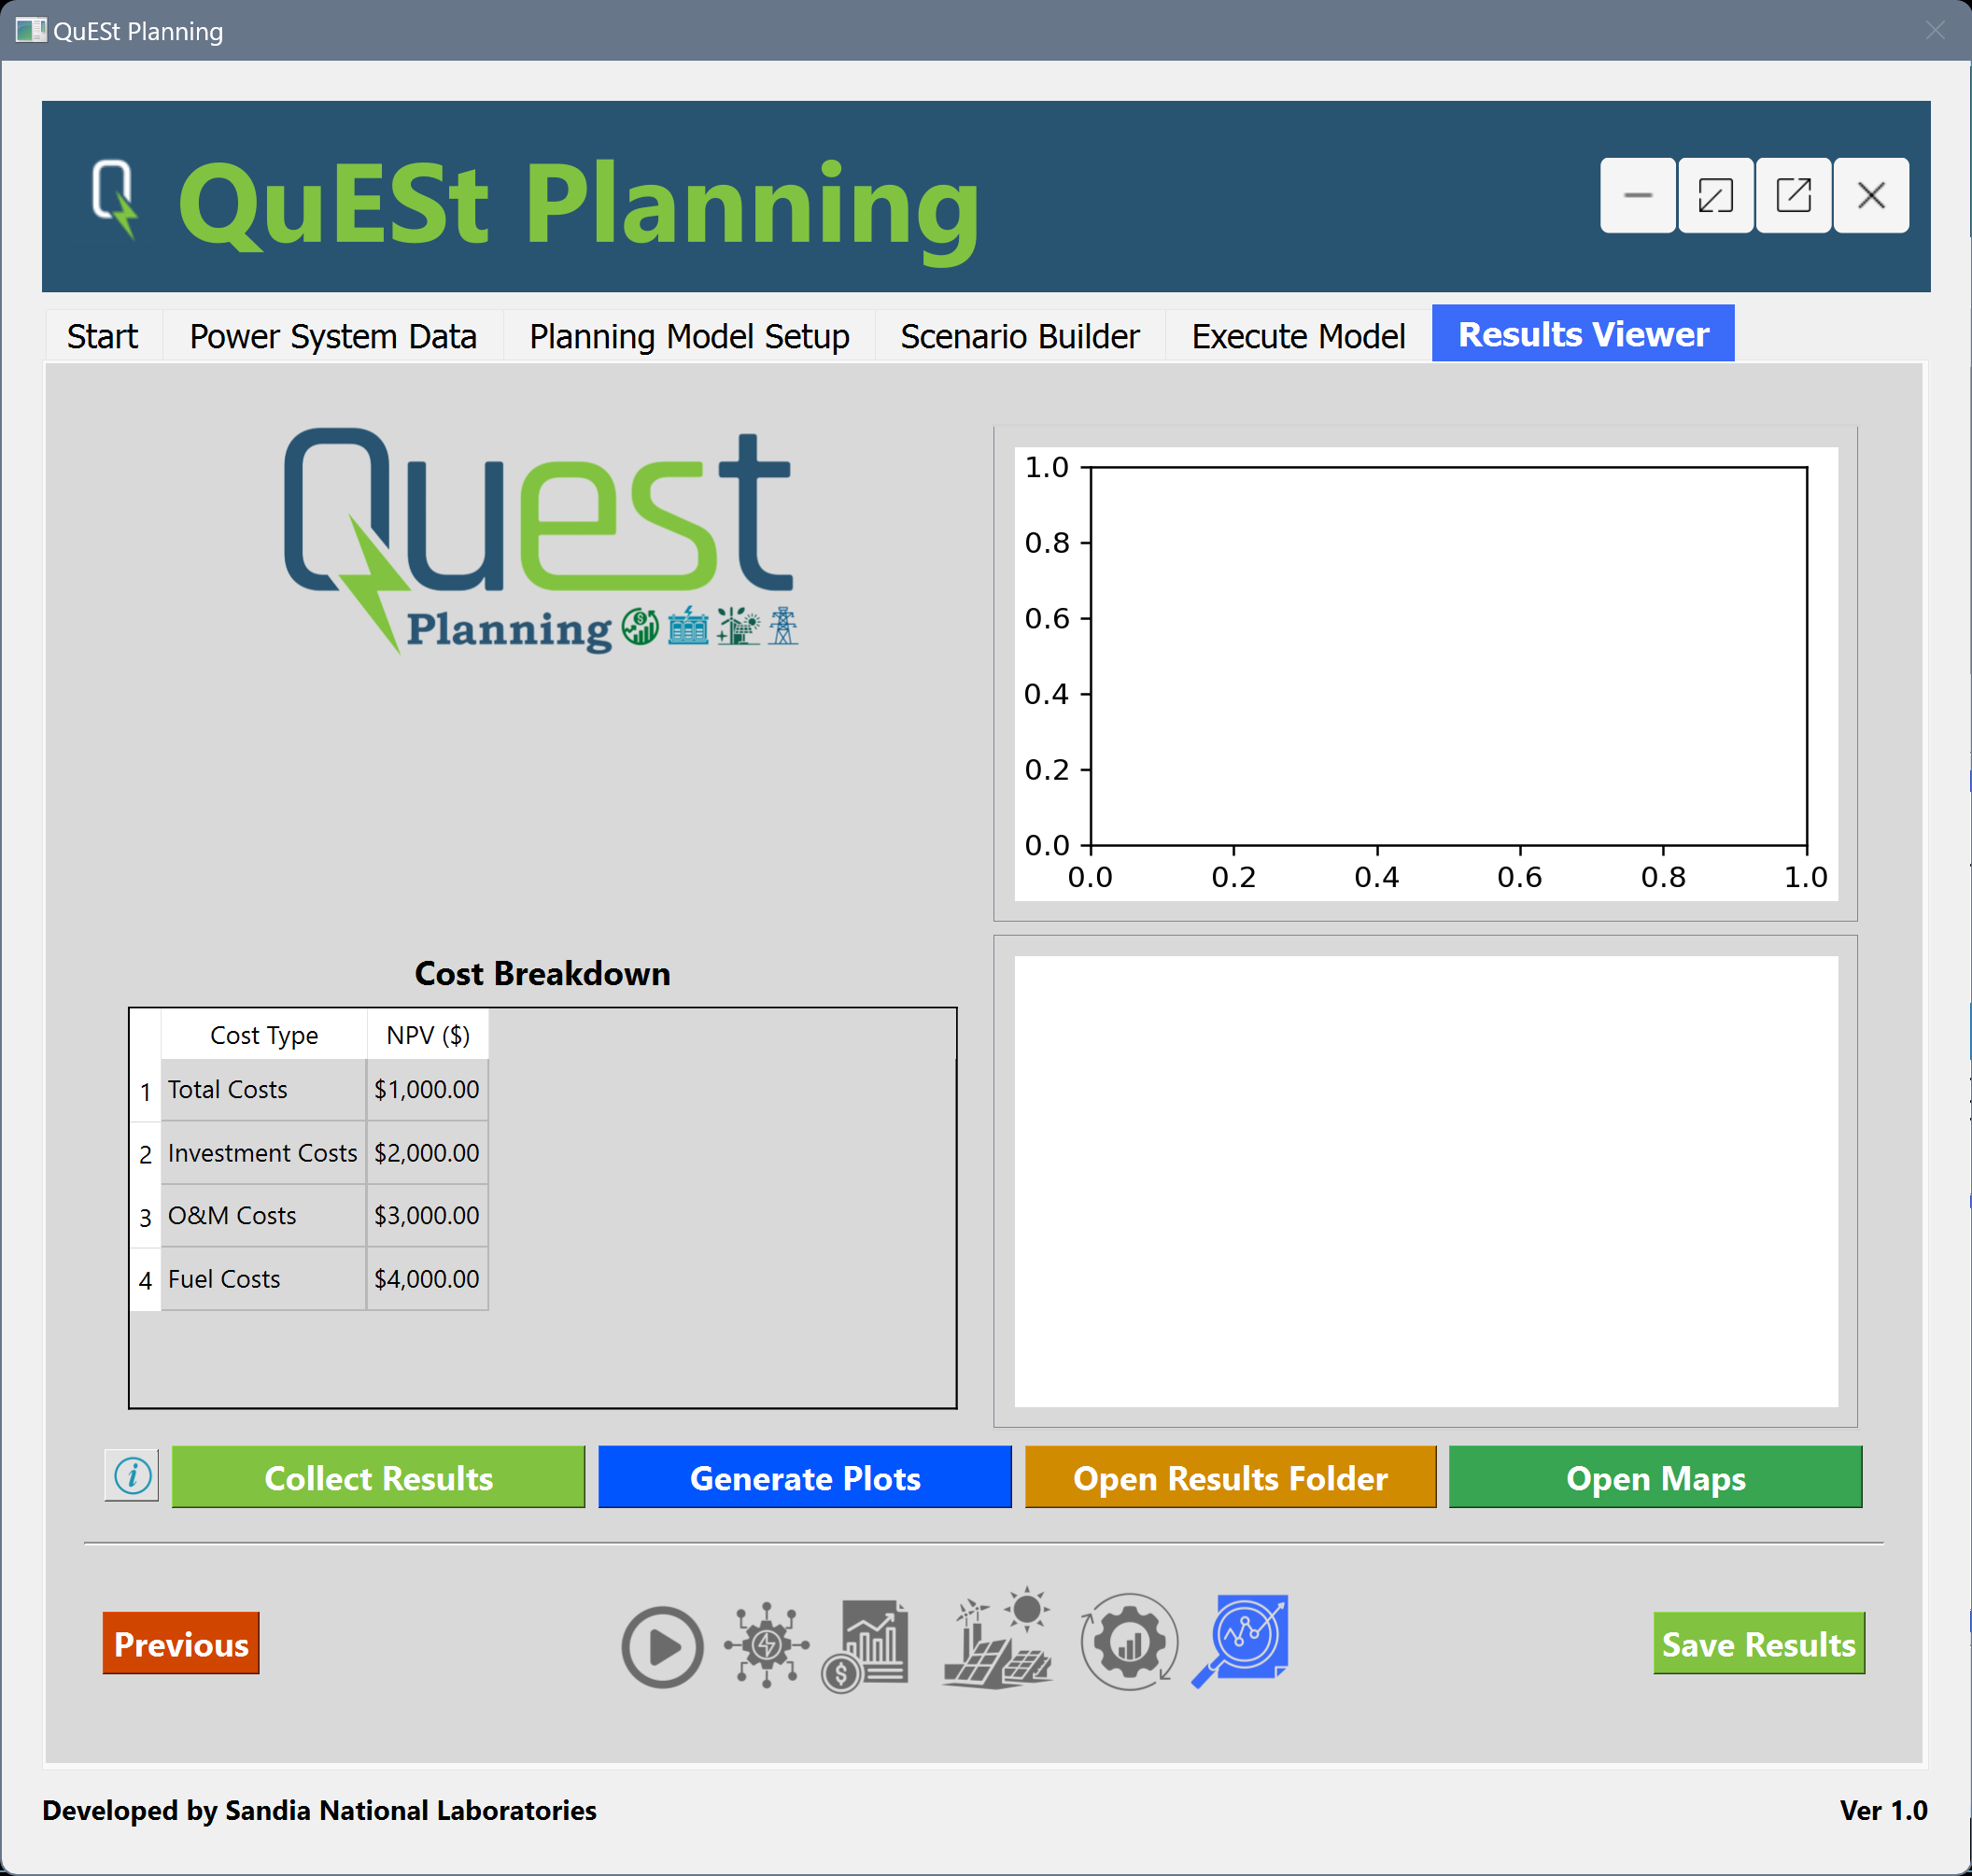 QuESt Planning
QuESt Planning
Start Power System Data Planning Model Setup Scenario Builder Execute Model Results Viewer
Quest
Planning
1.0
0.8
0.6
0.4
0.2
0.0
0.0 0.2 0.4 0.6 0.8 1.0
Cost Breakdown
Cost Type NPV ($)
1 Total Costs $1,000.00
2 Investment Costs $2,000.00
3 O&M Costs $3,000.00
4 Fuel Costs $4,000.00
i Collect Results Generate Plots Open Results Folder Open Maps
Previous Save Results
Developed by Sandia National Laboratories Ver 1.0